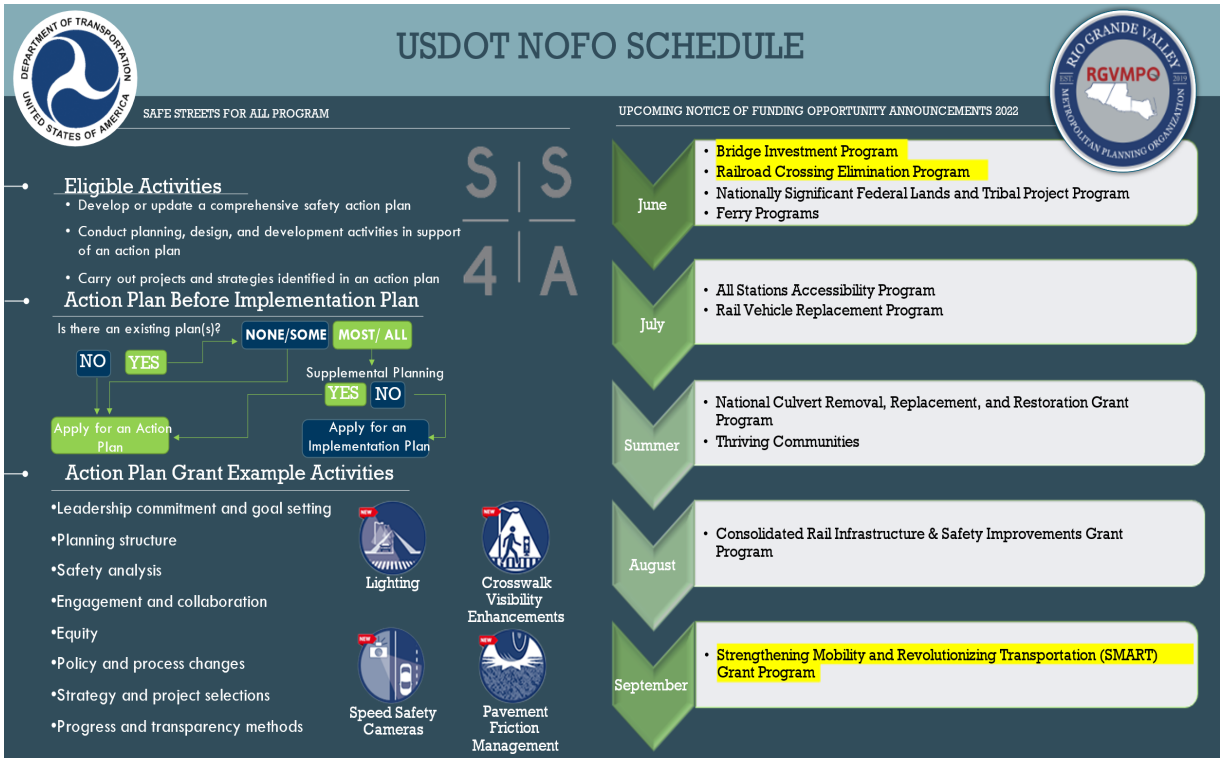 USDOT NOFO SCHEDULE
DEPARTMENT OF TRANSPORTATION
UNITED STATES OF AMERICA
RIO GRANDE VALLEY
EST.
RGVMPO
2019
METROPOLITAN PLANNING ORGANIZATION
SAFE STREETS FOR ALL PROGRAM
S S
4 A
Eligible Activities
• Develop or update a comprehensive safety action plan
• Conduct planning, design, and development activities in support
of an action plan
• Carry out projects and strategies identified in an action plan
Action Plan Before Implementation Plan
Is there an existing plan(s)?
NONE/SOME
MOST/ ALL
NO
YES
Supplemental Planning
YES
NO
Apply for an Action
Plan
Apply for an
Implementation Plan
Action Plan Grant Example Activities
•Leadership commitment and goal setting
•Planning structure
•Safety analysis
•Engagement and collaboration
•Equity
•Policy and process changes
•Strategy and project selections
•Progress and transparency methods
NEW
Lighting
NEW
Crosswalk
Visibility
Enhancements
NEW
Speed Safety
Cameras
NEW
Pavement
Friction
Management
UPCOMING NOTICE OF FUNDING OPPORTUNITY ANNOUNCEMENTS 2022
June
• Bridge Investment Program
• Railroad Crossing Elimination Program
• Nationally Significant Federal Lands and Tribal Project Program
• Ferry Programs
July
• All Stations Accessibility Program
• Rail Vehicle Replacement Program
Summer
• National Culvert Removal, Replacement, and Restoration Grant
Program
• Thriving Communities
August
• Consolidated Rail Infrastructure & Safety Improvements Grant
Program
September
• Strengthening Mobility and Revolutionizing Transportation (SMART)
Grant Program